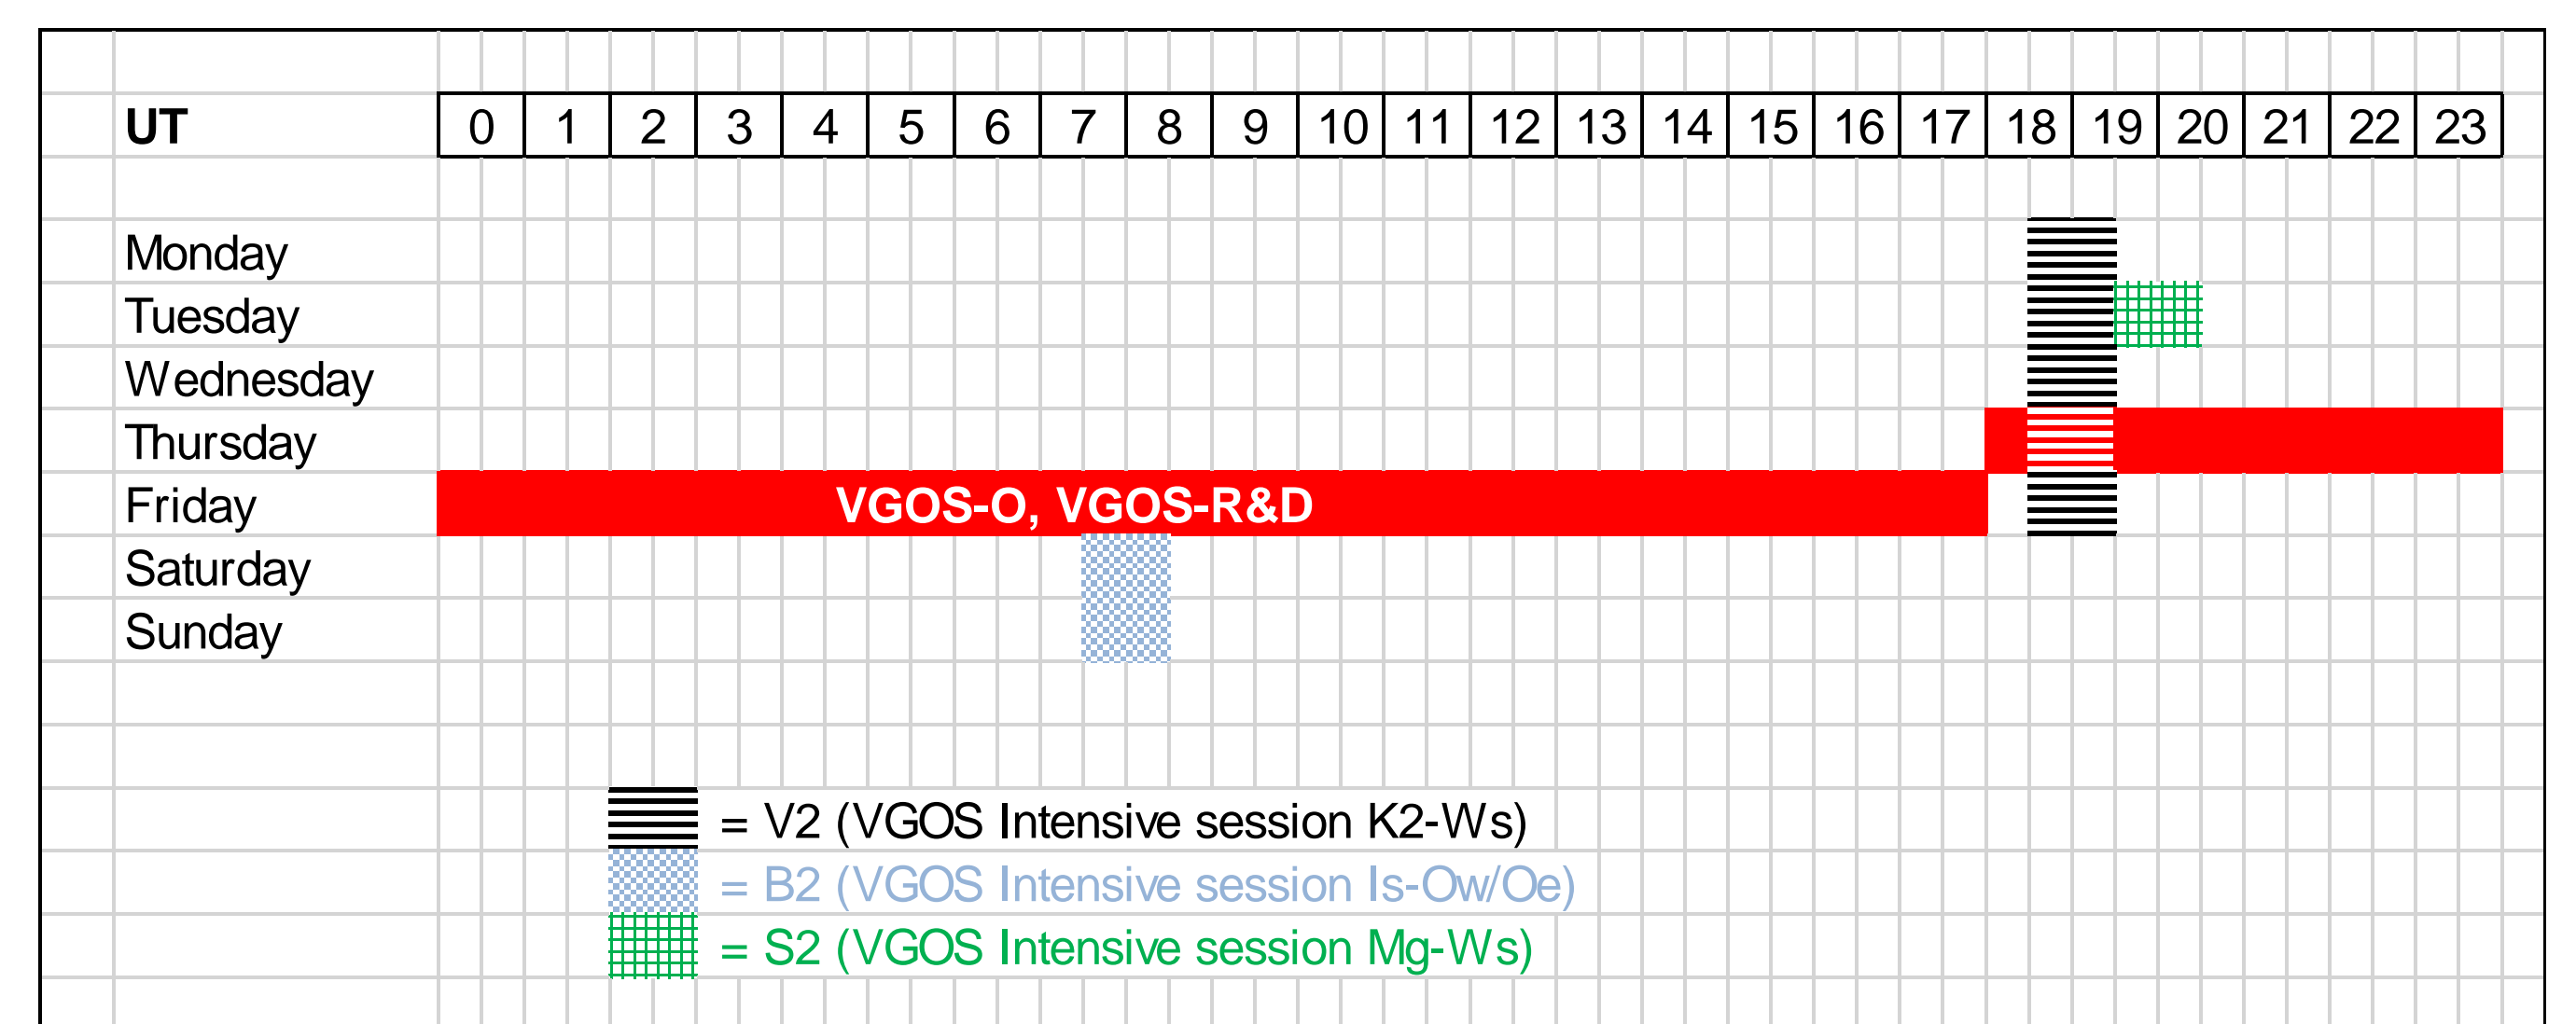 UT 0 1 2 3 4 5 6 7 8 9 10 11 12 13 14 15 16 17 18 19 20 21 22 23
Monday
Tuesday
Wednesday
Thursday
Friday VGOS-O, VGOS-R&D
Saturday
Sunday
= V2 (VGOS Intensive session K2-Ws)
= B2 (VGOS Intensive session Is-Ow/Oe)
= S2 (VGOS Intensive session Mg-Ws)